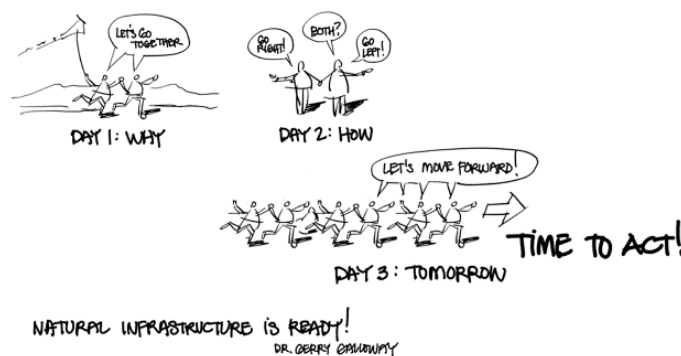 LET'S GO
TOGETHER
DAY 1: WHY
GO
RIGHT!
BOTH?
GO
LEFT!
DAY 2: HOW
LET'S MOVE FORWARD!
DAY 3: TOMORROW
TIME TO ACT!
NATURAL INFRASTRUCTURE IS READY!
DR. GERRY GALLOWAY